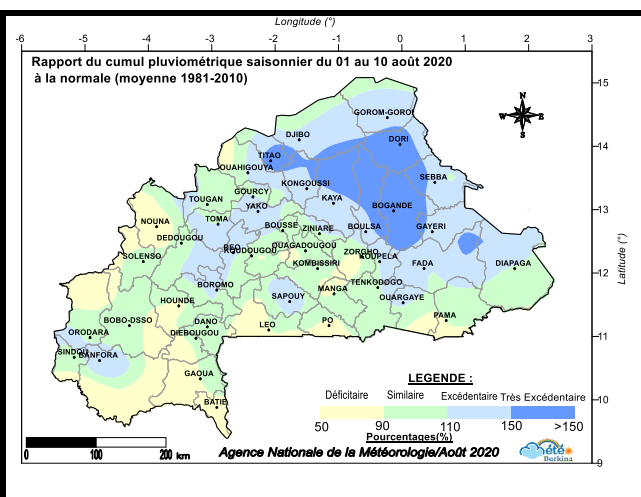 Longitude (°)
-6 -5 -4 -3 -2 -1 0 1 2 3
Rapport du cumul pluviométrique saisonnier du 01 au 10 août 2020
à la normale (moyenne 1981-2010)
15
GOROM-GOROM
N
W E
S
DJIBO
DORI
14
TITAO
OUAHIGOUYA
SEBBA
KONGOUSSI
GOURCY
TOUGAN
KAYA
YAKO
BOGANDE
13
NOUNA
TOMA
BOUSSE
ZINIARE
BOULSA
GAYERI
DEDOUGOU
REO
KOUDOUGOU
OUAGADOUGOU
SOLENSO
ZORGHO
KOUPELA
KOMBISSIRI
FADA
DIAPAGA
12
Latitude (°)
BOROMO
TENKODOGO
MANGA
SAPOUY
HOUNDE
OUARGAYE
PAMA
BOBO-DSSO
DANO
LEO
PO
ORODARA
DIEBOUGOU
11
SINDOU
BANFORA
GAOUA
LEGENDE :
BATIE
Déficitaire Similaire Excédentaire Très Excédentaire
10
50 90 110 150 >150
Pourcentages(%)
0 100 200 km
Agence Nationale de la Météorologie/Août 2020
météo
Burkina
9